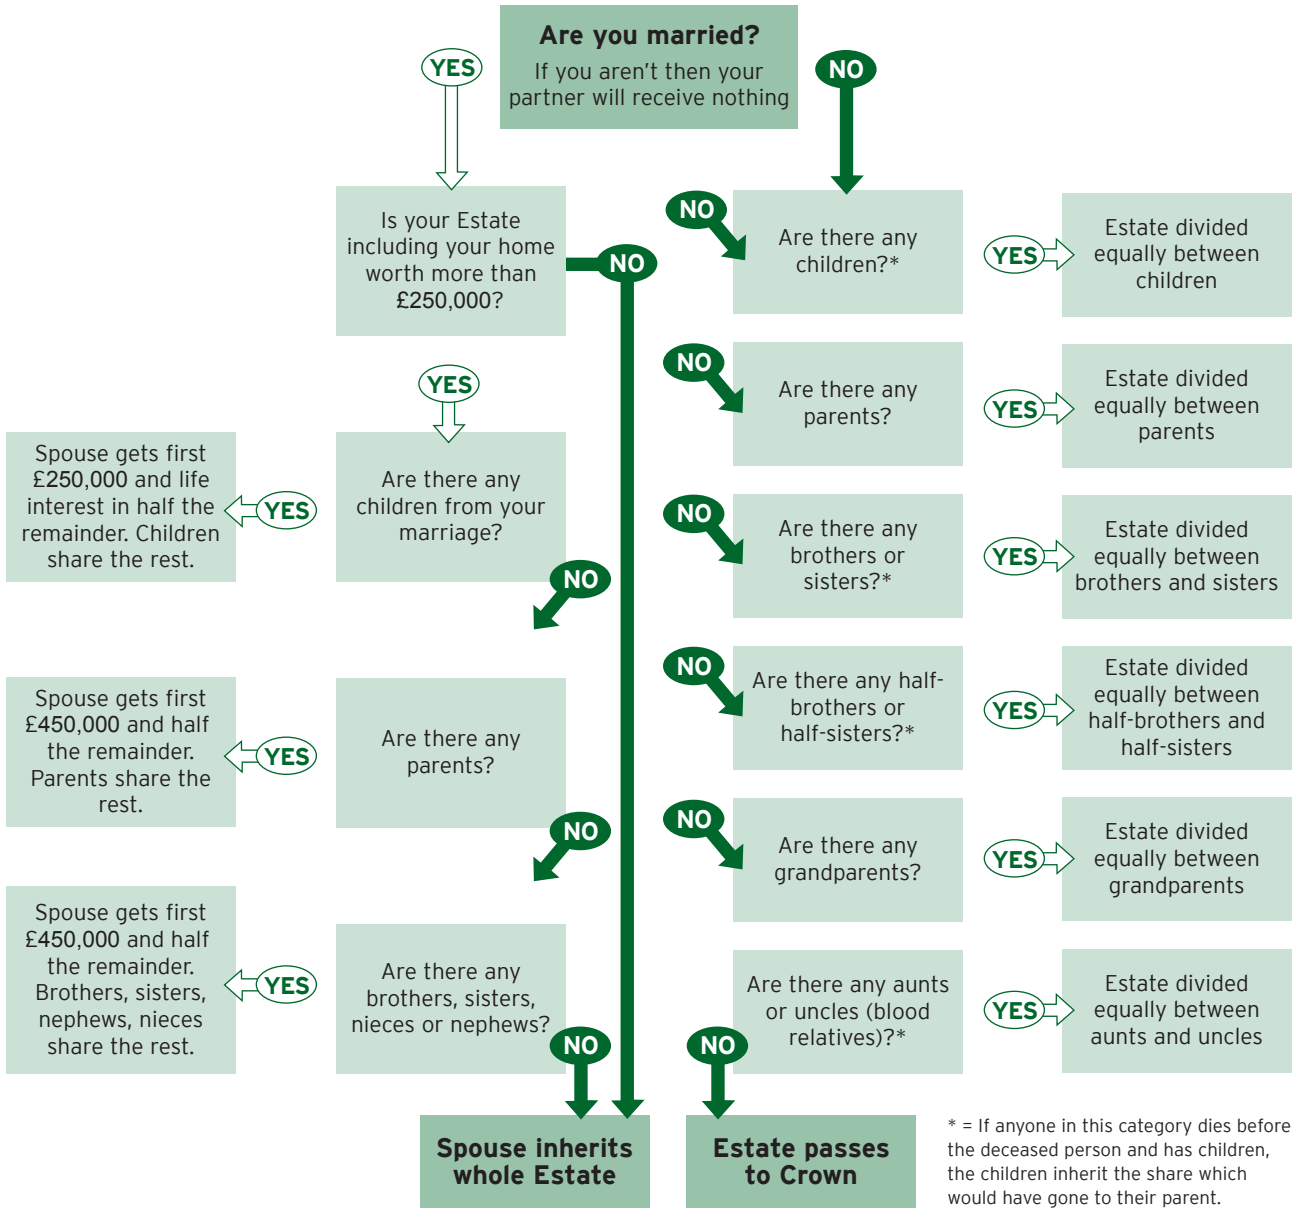 Are you married?
If you aren't then your
partner will receive nothing
YES
NO
Is your Estate
including your home
worth more than
£250,000?
NO
YES
Are there any
children from your
marriage?
YES
Spouse gets first
£250,000 and life
interest in half the
remainder. Children
share the rest.
NO
Are there any
parents?
YES
Spouse gets first
£450,000 and half
the remainder.
Parents share the
rest.
NO
Are there any
brothers, sisters,
nieces or nephews?
YES
Spouse gets first
£450,000 and half
the remainder.
Brothers, sisters,
nephews, nieces
share the rest.
NO
Spouse inherits
whole Estate
NO
Are there any
children?*
YES
Estate divided
equally between
children
NO
Are there any
parents?
YES
Estate divided
equally between
parents
NO
Are there any
brothers or
sisters?*
YES
Estate divided
equally between
brothers and sisters
NO
Are there any half-
brothers or
half-sisters?*
YES
Estate divided
equally between
half-brothers and
half-sisters
NO
Are there any
grandparents?
YES
Estate divided
equally between
grandparents
Are there any aunts
or uncles (blood
relatives)?*
YES
Estate divided
equally between
aunts and uncles
NO
Estate passes
to Crown
* = If anyone in this category dies before
the deceased person and has children,
the children inherit the share which
would have gone to their parent.